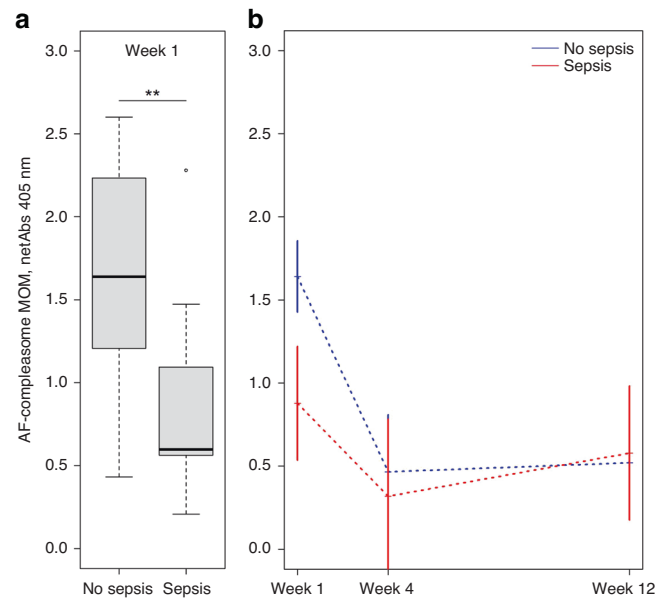 a
b
Week 1
**
AF-compleasome MOM, netAbs 405 nm
3.0
2.5
2.0
1.5
1.0
0.5
0.0
No sepsis
Sepsis
No sepsis
Sepsis
3.0
2.5
2.0
1.5
1.0
0.5
0.0
Week 1
Week 4
Week 12